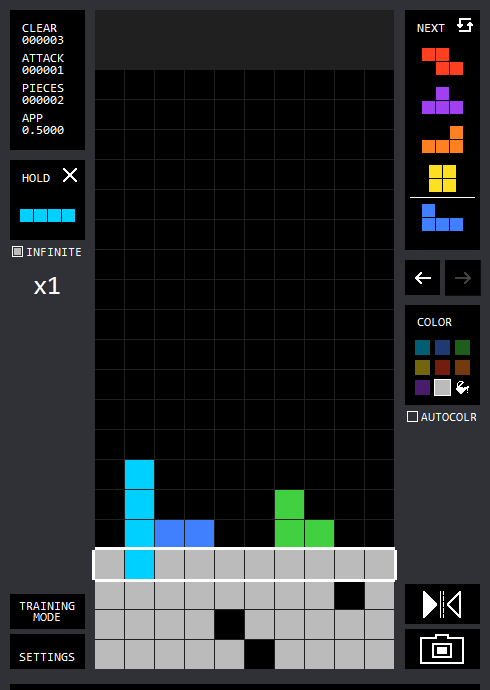 CLEAR
000003
ATTACK
000001
PIECES
000002
APP
0.5000
HOLD
INFINITE
x1
NEXT
COLOR
AUTOCOLR
TRAINING
MODE
SETTINGS